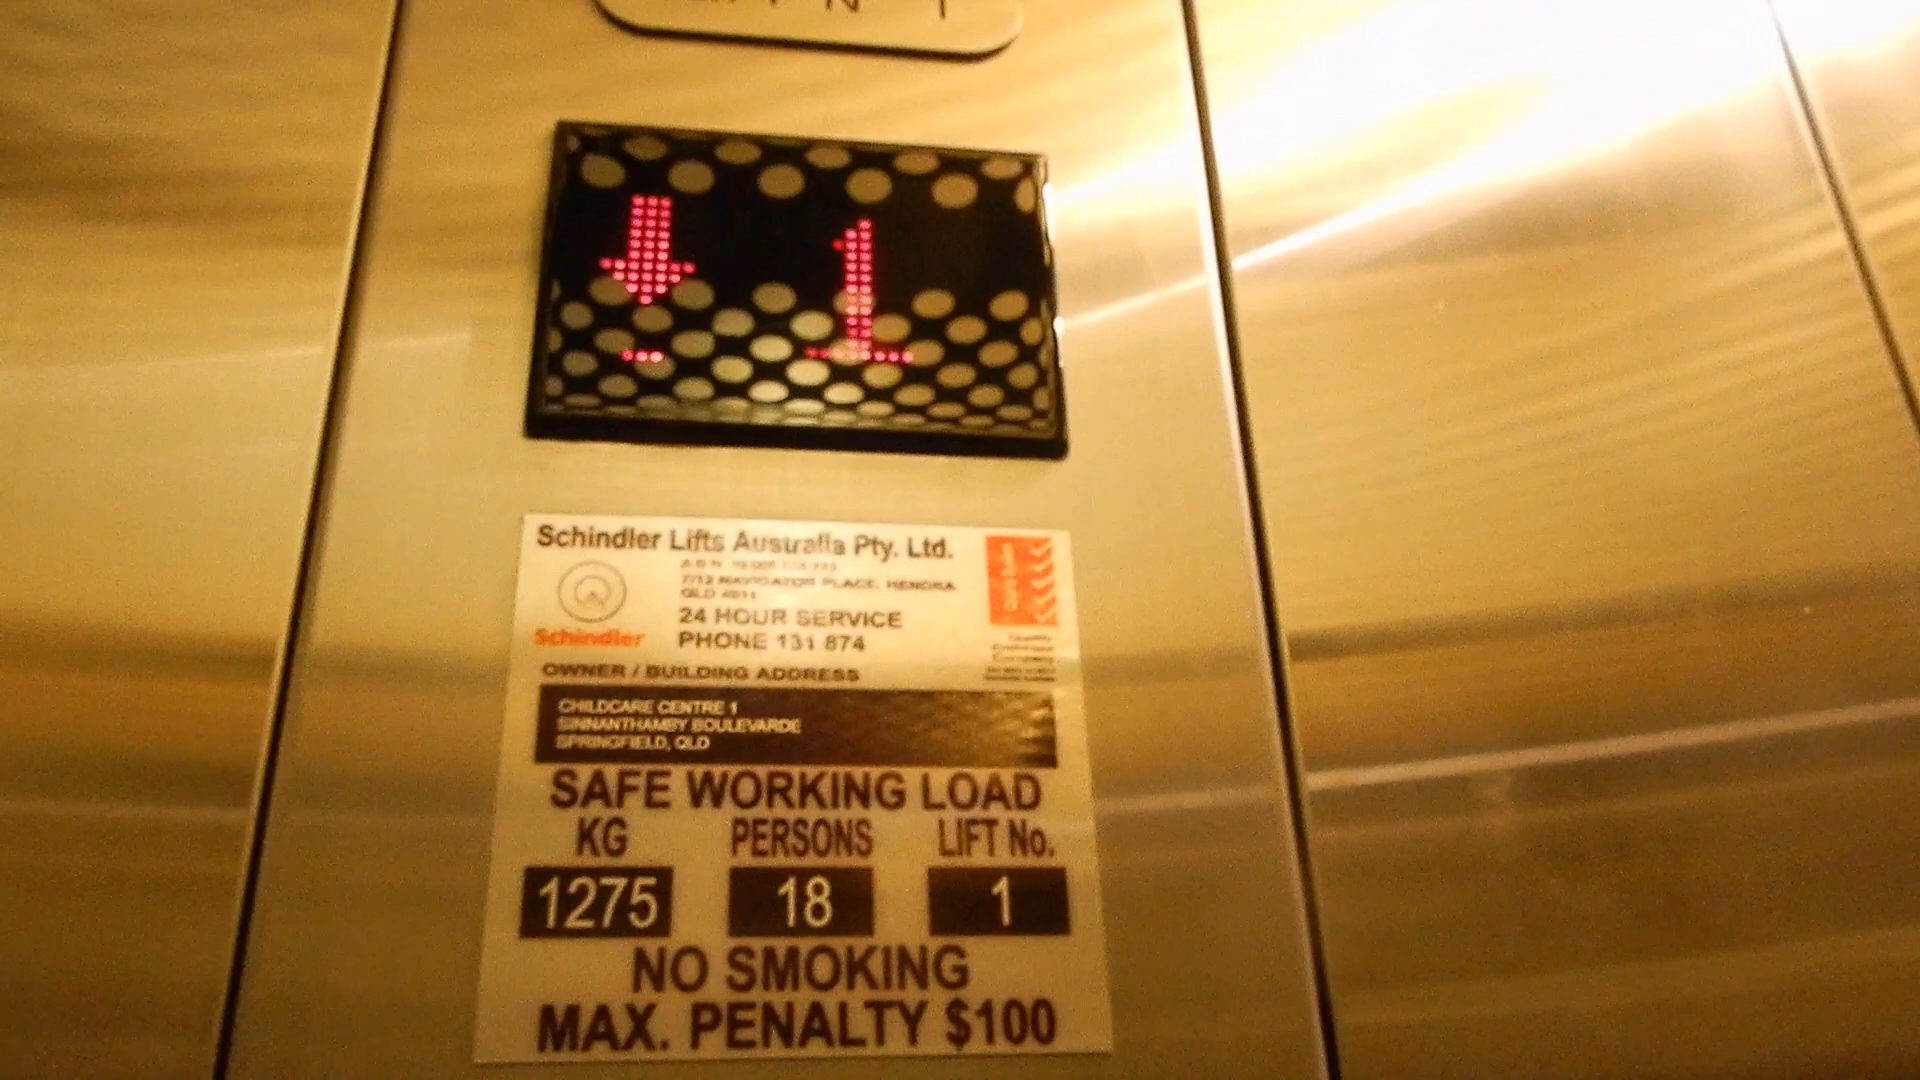 1
Schindler Lifts Australia Pty. Ltd.
7/12 NAVIGATOR PLACE, HENDRA
QLD 4011
24 HOUR SERVICE
Schindler
PHONE 131 874
OWNER / BUILDING ADDRESS
CHILDCARE CENTRE 1
SINNANTHAMBY BOULEVARDE
SPRINGFIELD, QLD
SAFE WORKING LOAD
KG PERSONS LIFT No.
1275 18 1
NO SMOKING
MAX. PENALTY $100